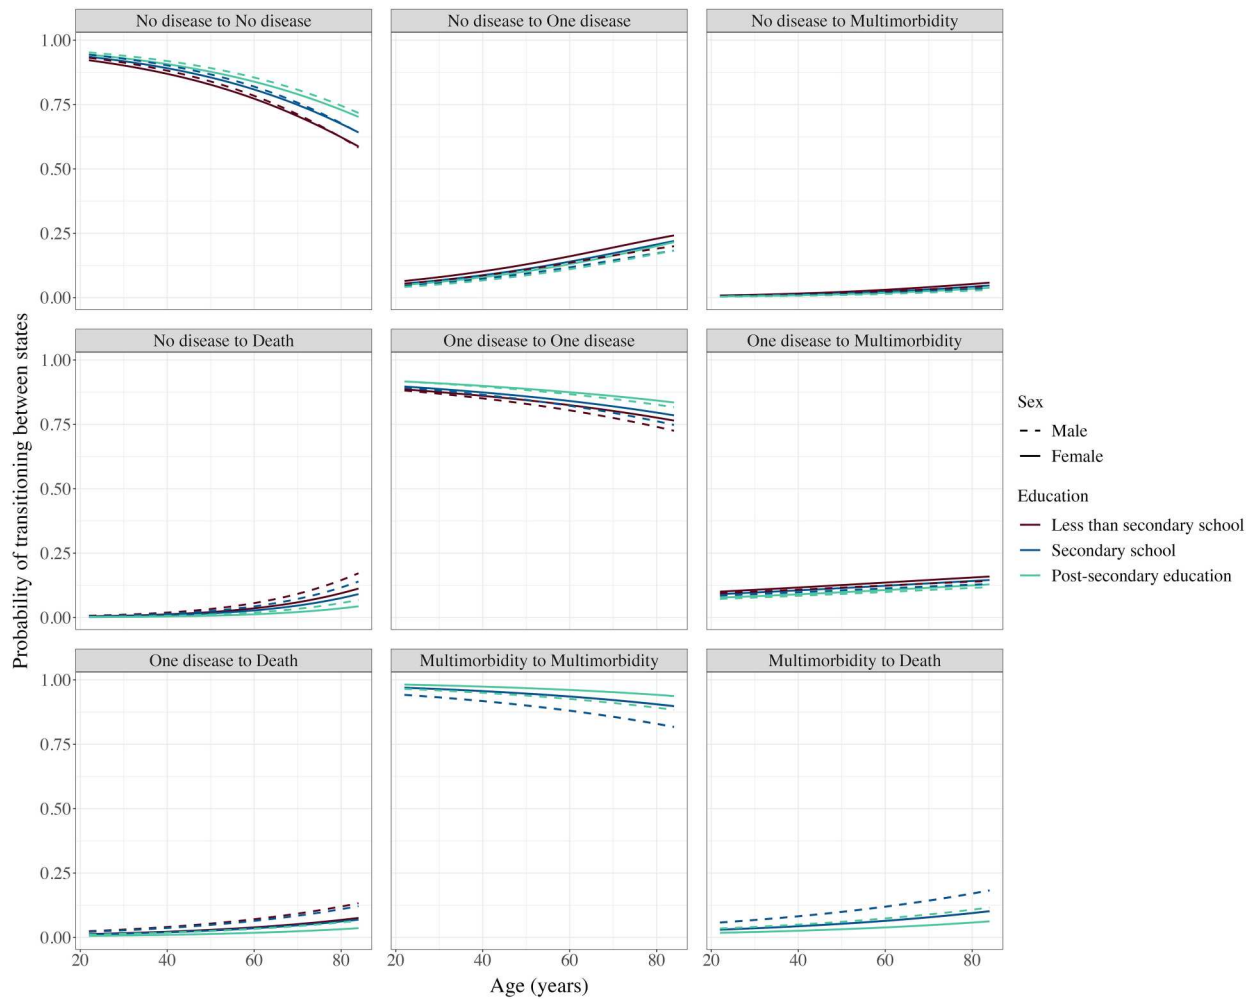 No disease to No disease
No disease to One disease
No disease to Multimorbidity
1.00
0.75
0.50
0.25
0.00
No disease to Death
One disease to One disease
One disease to Multimorbidity
1.00
0.75
0.50
0.25
0.00
One disease to Death
Multimorbidity to Multimorbidity
Multimorbidity to Death
1.00
0.75
0.50
0.25
0.00
20 40 60 80
20 40 60 80
20 40 60 80
Probability of transitioning between states
Age (years)
Sex
Male
Female
Education
Less than secondary school
Secondary school
Post-secondary education